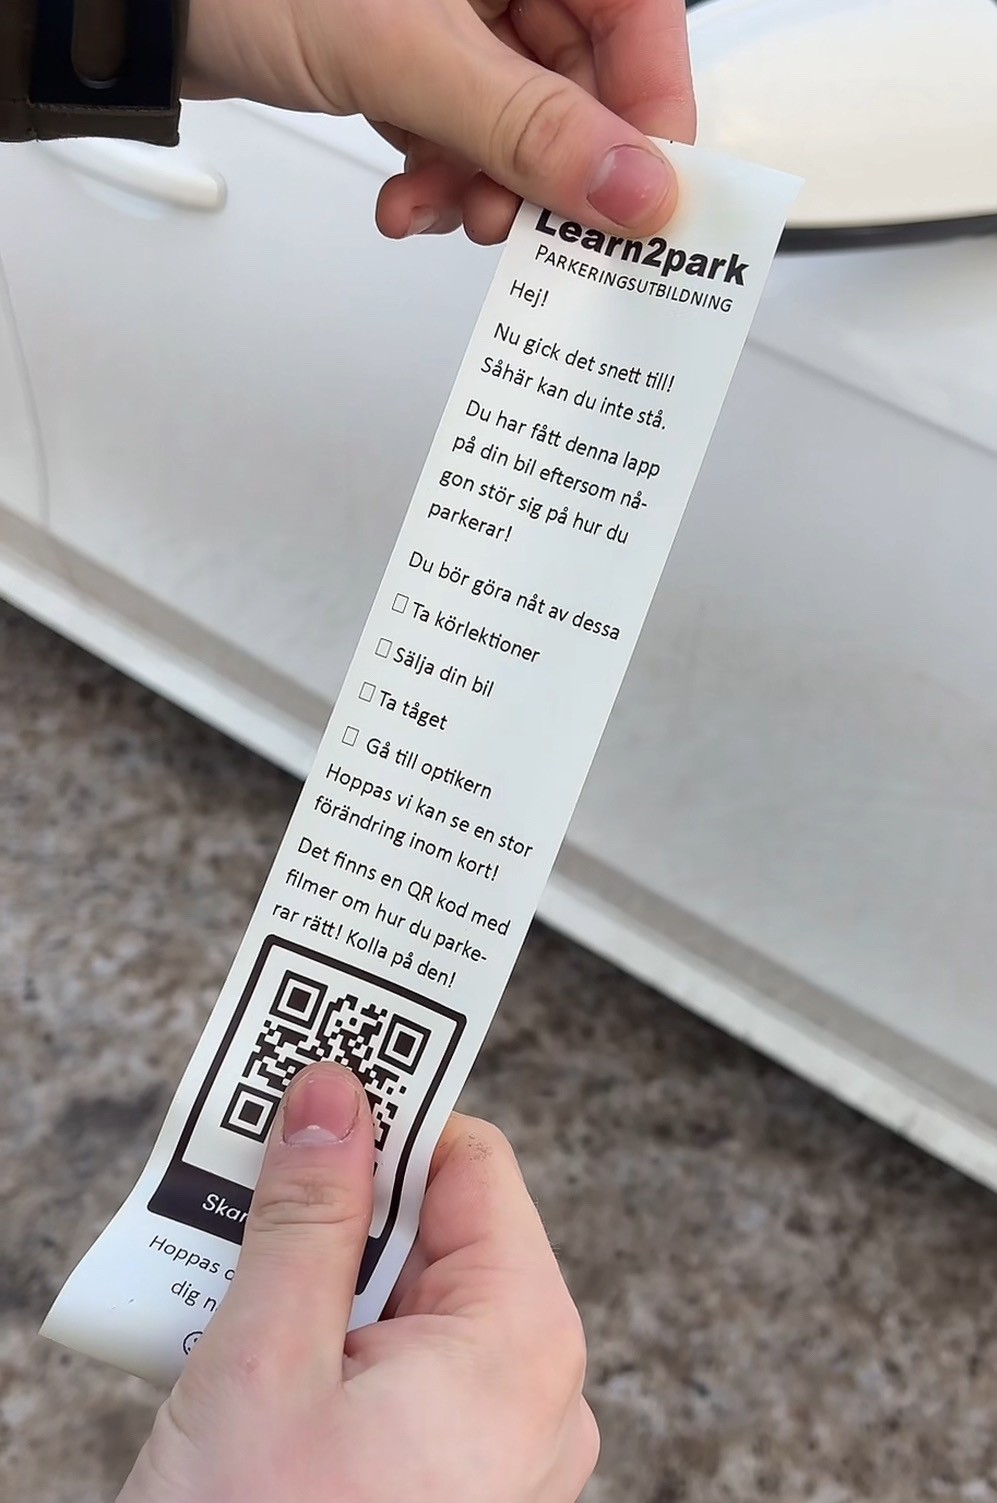 Learn2park
PARKERINGSUTBILDNING
Hej!
Nu gick det snett till!
Såhär kan du inte stå.
Du har fått denna lapp
på din bil eftersom nå-
gon stör sig på hur du
parkerar!
Du bör göra nåt av dessa
Ta körlektioner
Sälja din bil
Ta tåget
Gå till optikern
Hoppas vi kan se en stor
förändring inom kort!
Det finns en QR kod med
filmer om hur du parke-
rar rätt! Kolla på den!
Hoppas
dig